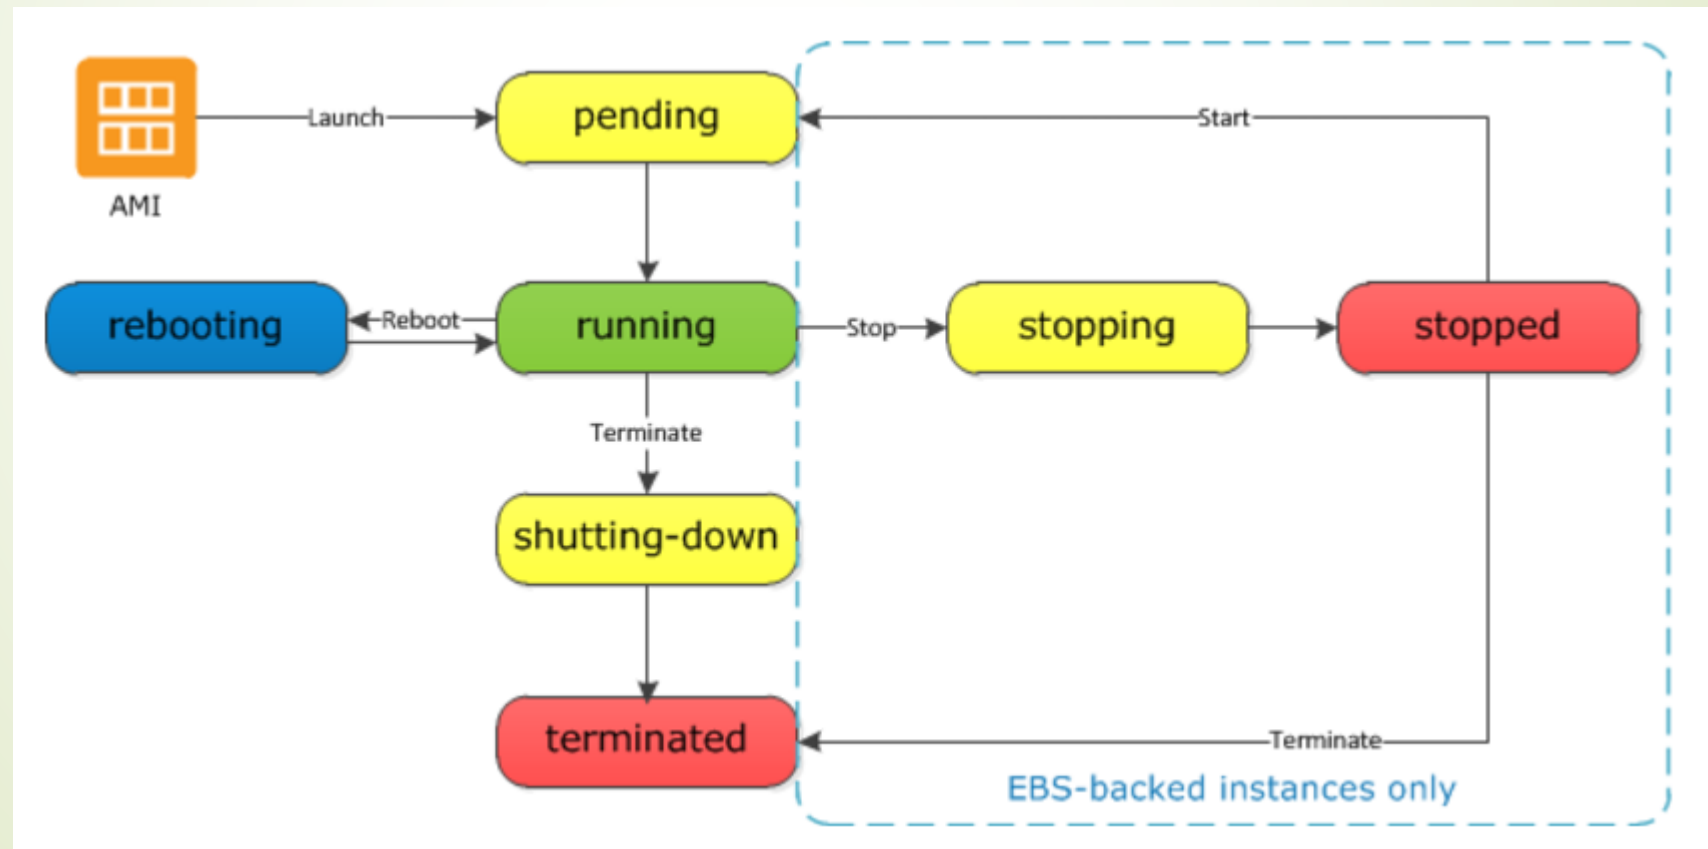 Launch
pending
Start
AMI
rebooting
Reboot
running
Stop
stopping
stopped
Terminate
shutting-down
terminated
Terminate
EBS-backed instances only